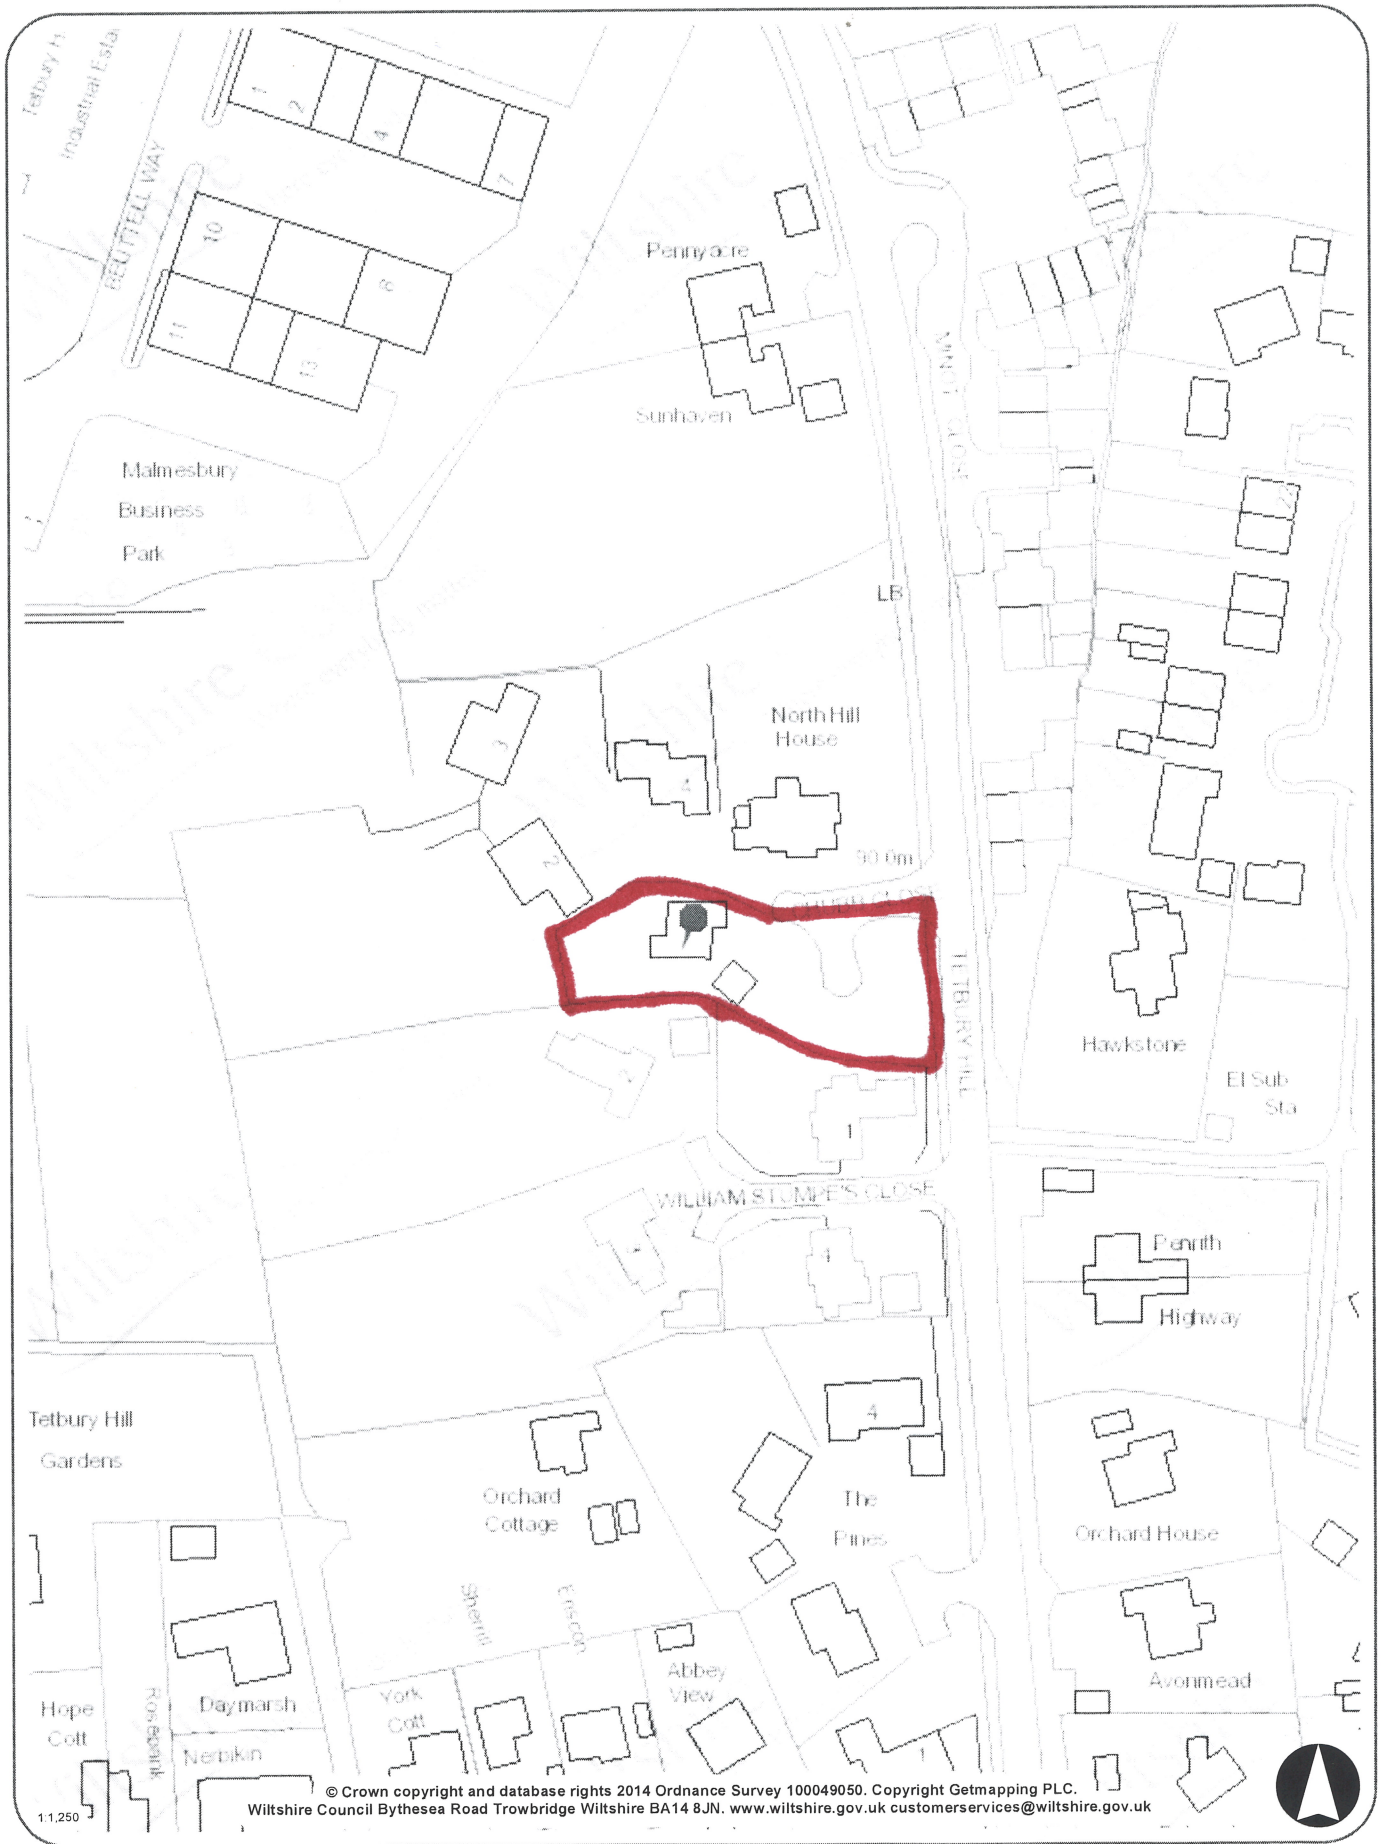 Tetbury H
Industrial Esta
BEUTTELL WAY
1
2
4
7
10
11
13
Malmesbury
Business
Park
Pennyacre
Sunhaven
LB
North Hill
House
3
4
2
90.0m
TETBURY HILL
Hawkstone
El Sub
Sta
2
1
WILLIAM STUMPE'S CLOSE
4
Penrith
Highway
Tetbury Hill
Gardens
4
Orchard
Cottage
The
Pines
Orchard House
Abbey
View
Avonmead
Hope
Cott
Rosebank
Daymarsh
Nerbikin
York
Cott
1
© Crown copyright and database rights 2014 Ordnance Survey 100049050. Copyright Getmapping PLC.
Wiltshire Council Bythesea Road Trowbridge Wiltshire BA14 8JN. www.wiltshire.gov.uk customerservices@wiltshire.gov.uk
1:1,250